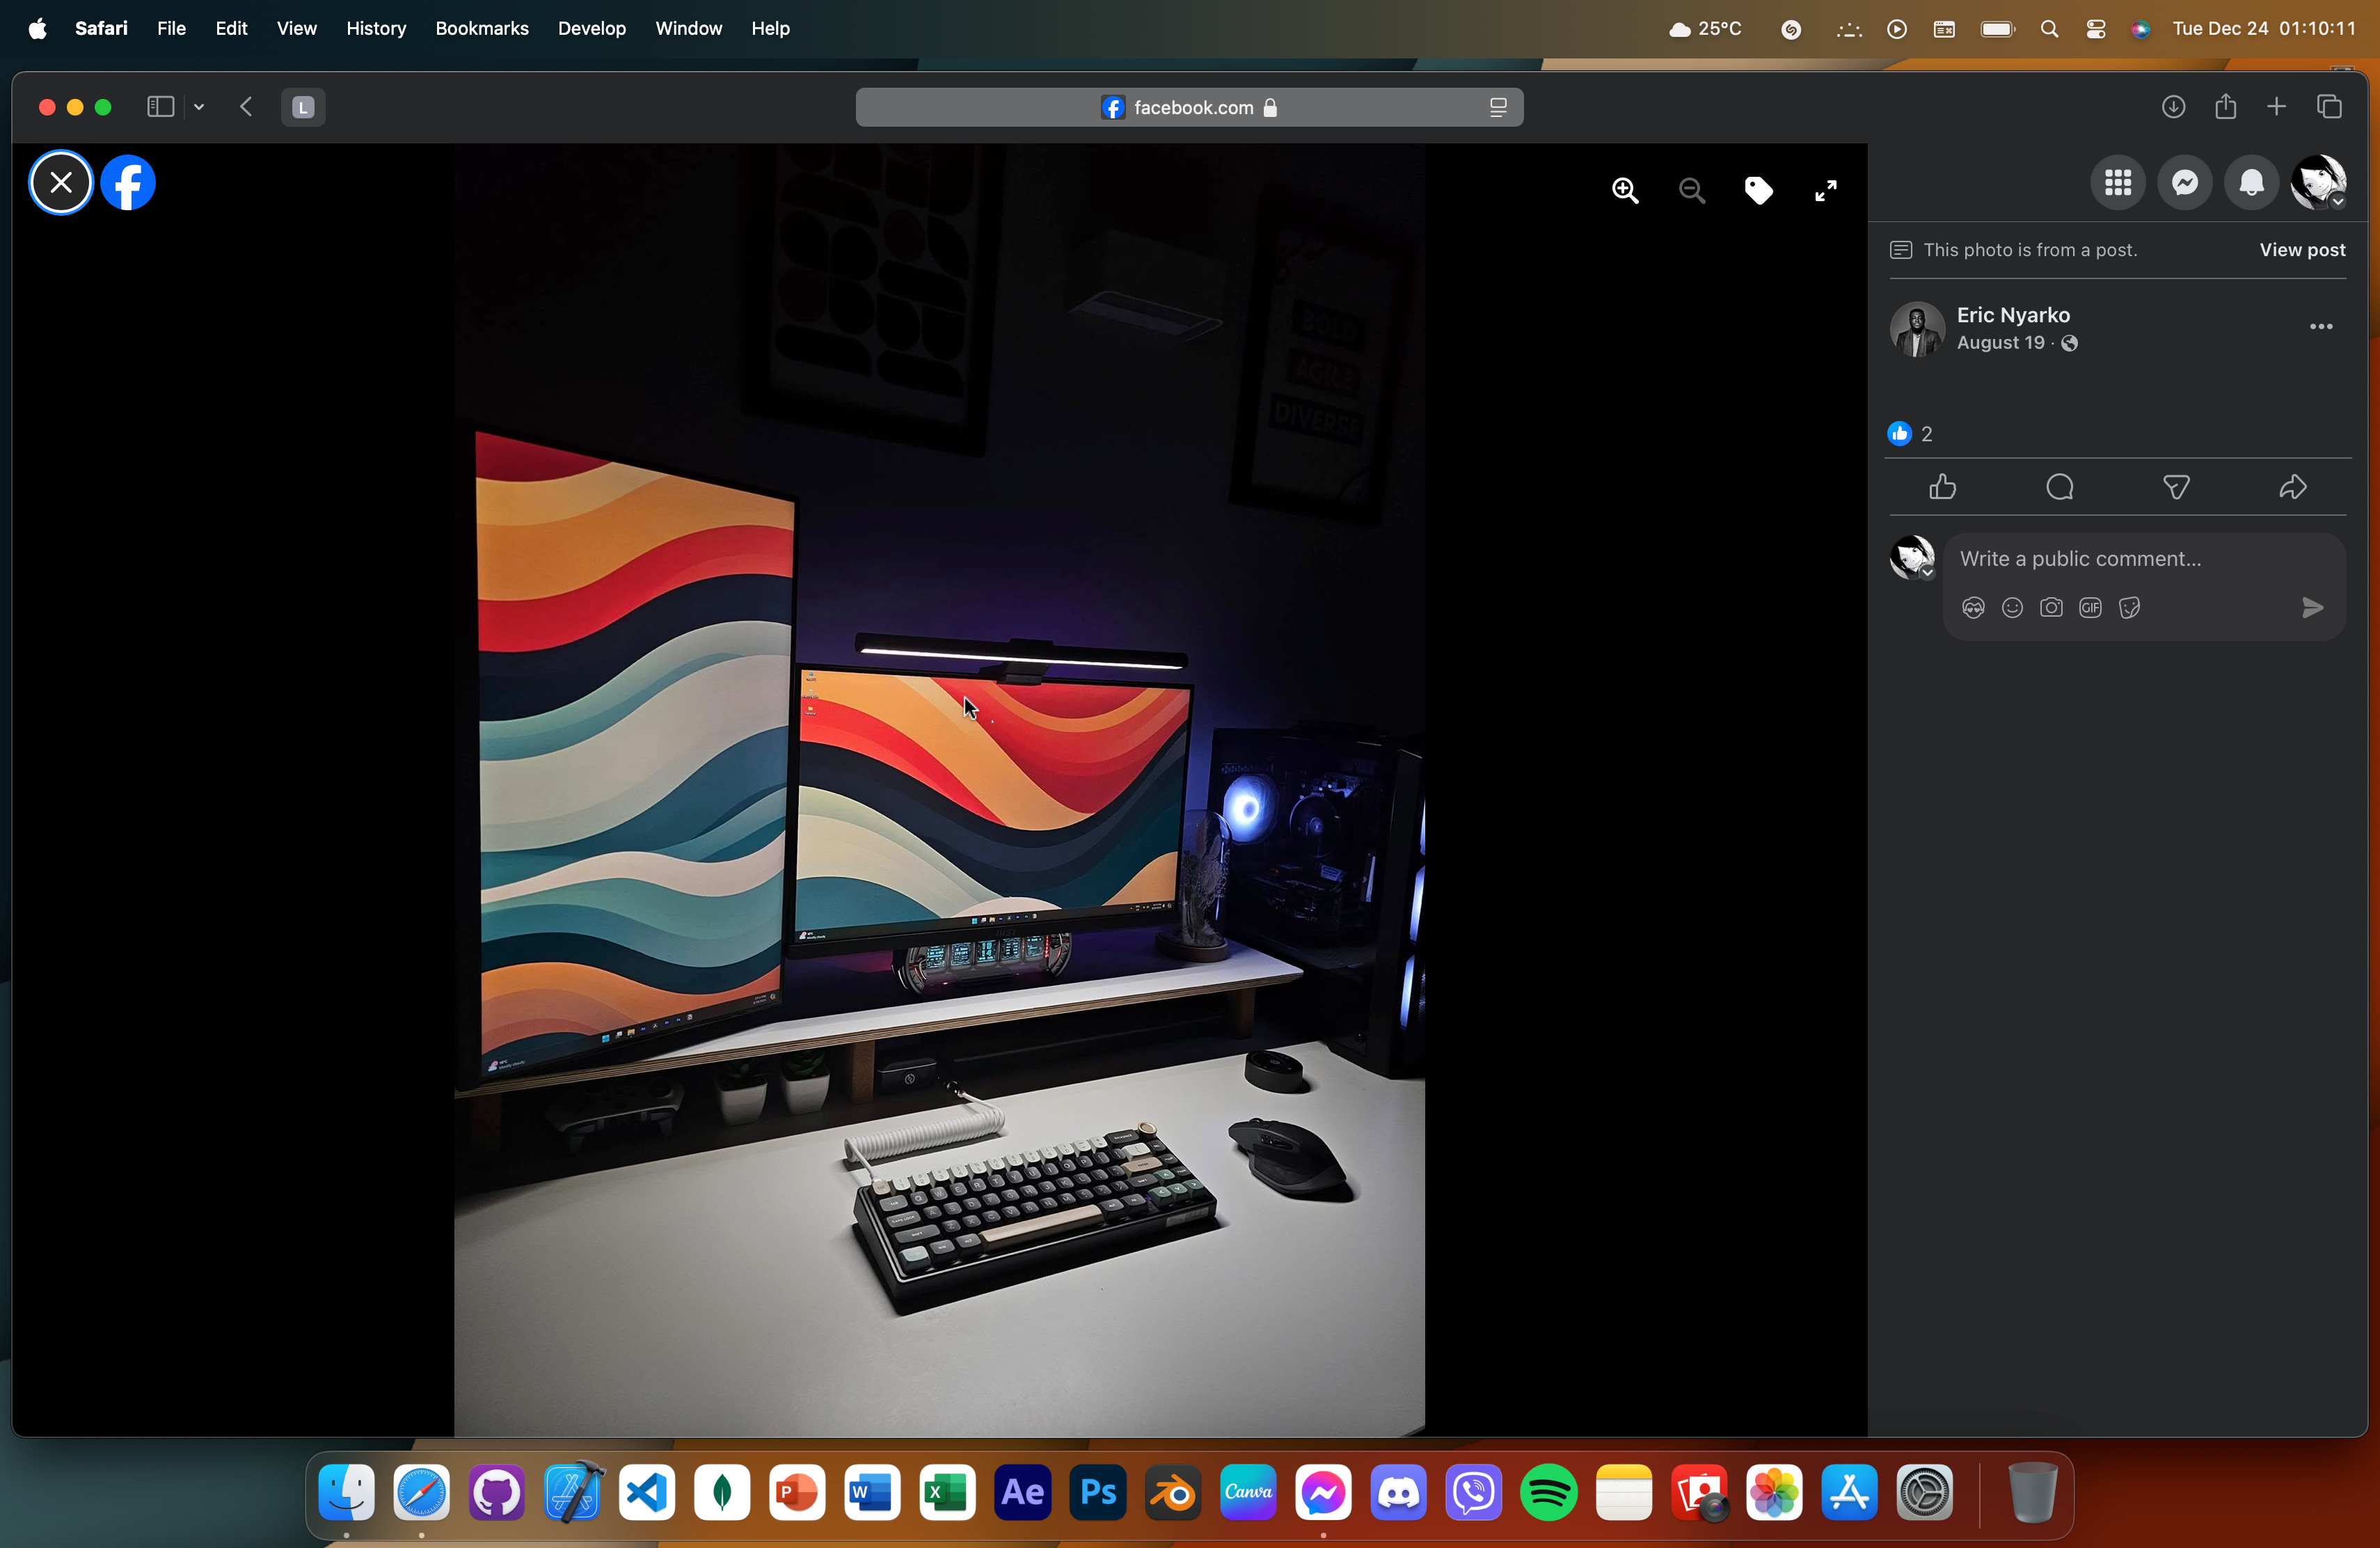 Safari File Edit View History Bookmarks Develop Window Help 25°C Tue Dec 24 01:10:11
L facebook.com
This photo is from a post. View post
Eric Nyarko
August 19 ·
2
Write a public comment...
GIF
BOLD
AGILE
DIVERSE
P W X Ae Ps Canva